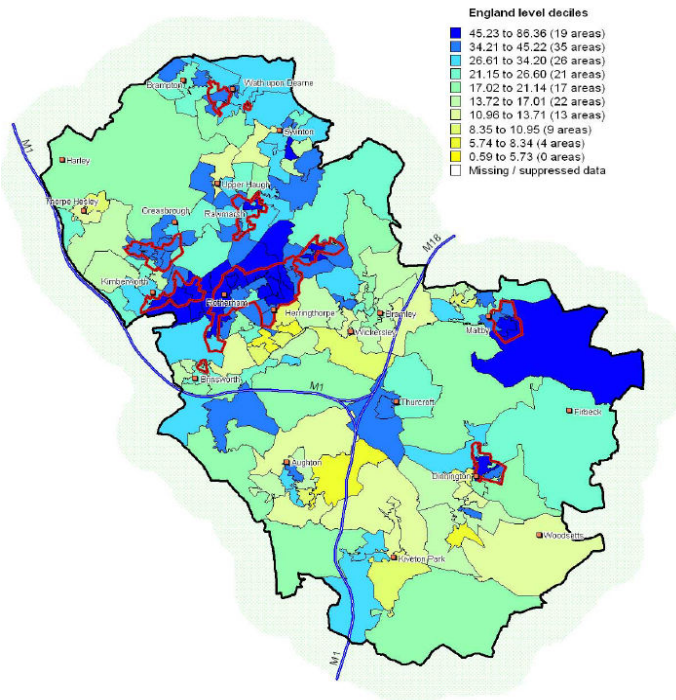 England level deciles
45.23 to 86.36 (19 areas)
34.21 to 45.22 (35 areas)
26.61 to 34.20 (26 areas)
21.15 to 26.60 (21 areas)
17.02 to 21.14 (17 areas)
13.72 to 17.01 (22 areas)
10.96 to 13.71 (13 areas)
8.35 to 10.95 (9 areas)
5.74 to 8.34 (4 areas)
0.59 to 5.73 (0 areas)
Missing / suppressed data
Brampton
Wath upon Dearne
M1
Swinton
Harley
Upper Haugh
Thorpe Hesley
Rawmarsh
Greasbrough
M18
Kimberworth
Rotherham
Herringthorpe
Bramley
Maltby
Wickersley
Brinsworth
M1
Thurcroft
Firbeck
Aughton
Dinnington
Woodsetts
Kiveton Park
M1